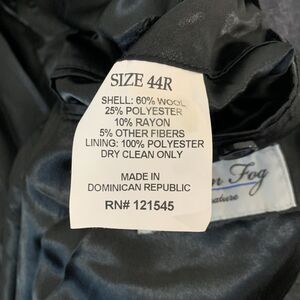 SIZE 44R
SHELL: 60% WOOL
25% POLYESTER
10% RAYON
5% OTHER FIBERS
LINING: 100% POLYESTER
DRY CLEAN ONLY
MADE IN
DOMINICAN REPUBLIC
RN# 121545
Fog